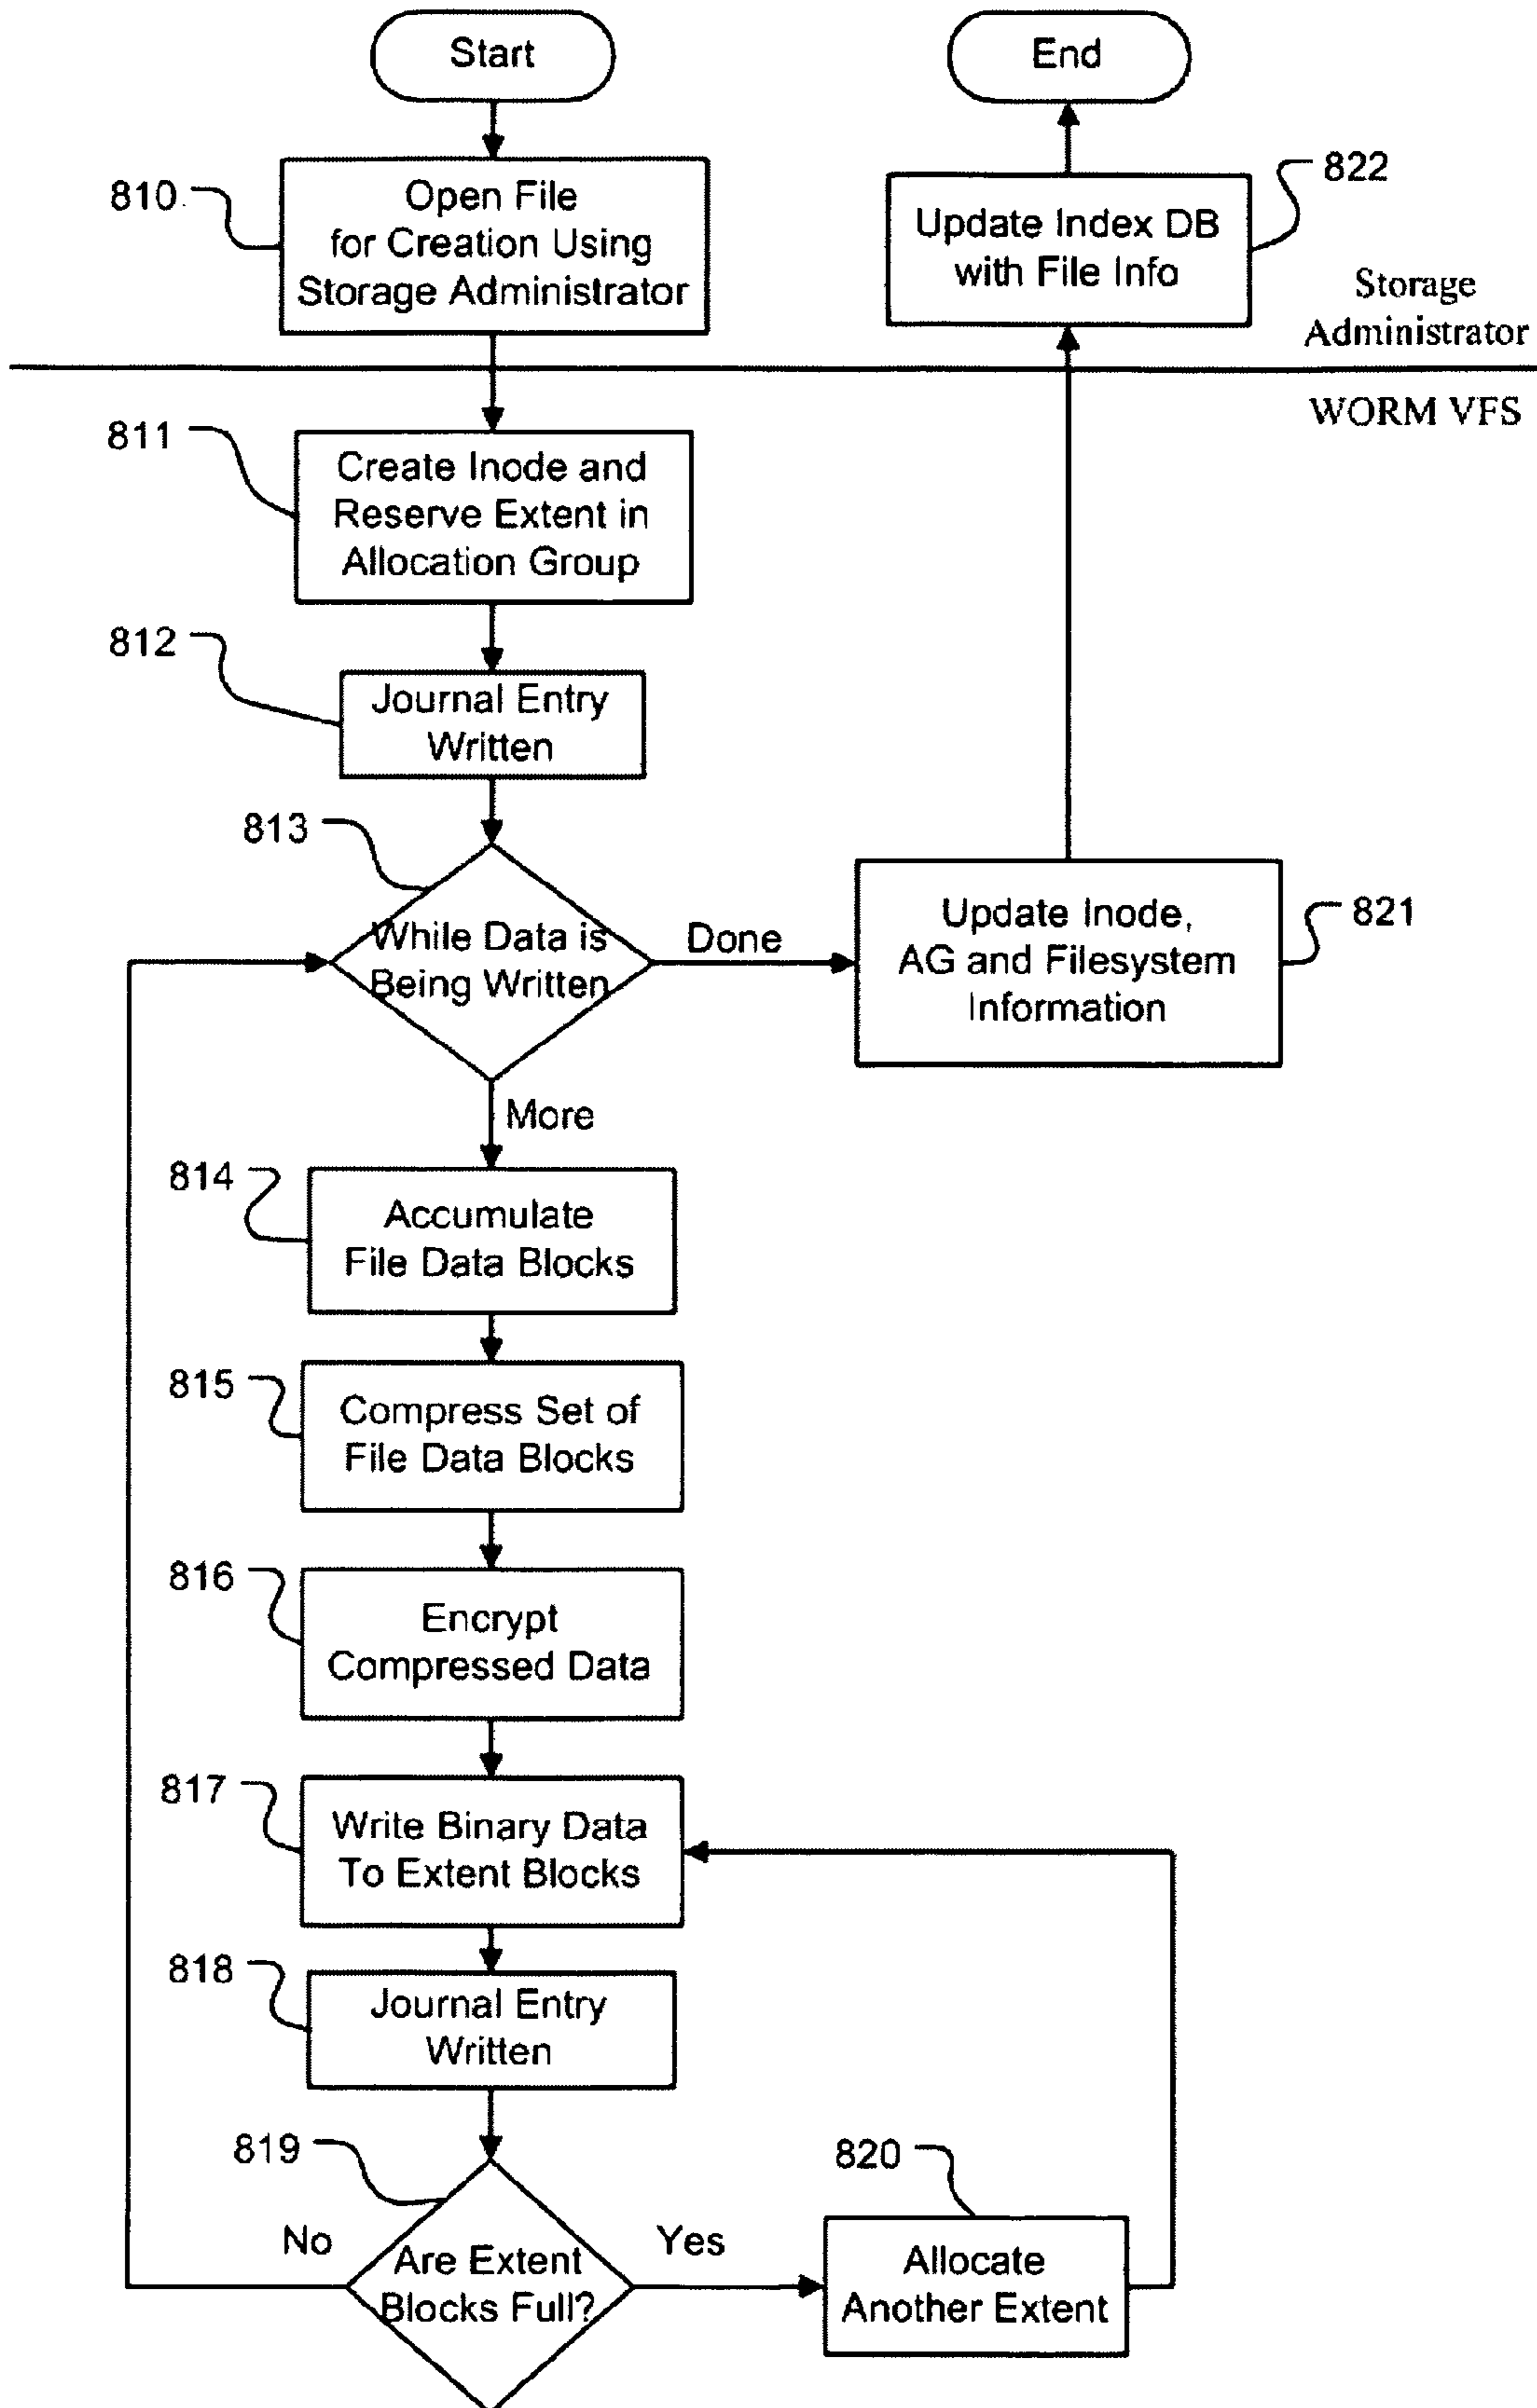 Start
End
810
Open File
for Creation Using
Storage Administrator
822
Update Index DB
with File Info
Storage
Administrator
WORM VFS
811
Create Inode and
Reserve Extent in
Allocation Group
812
Journal Entry
Written
813
While Data is
Being Written
Done
821
Update Inode,
AG and Filesystem
Information
More
814
Accumulate
File Data Blocks
815
Compress Set of
File Data Blocks
816
Encrypt
Compressed Data
817
Write Binary Data
To Extent Blocks
818
Journal Entry
Written
819
No
Are Extent
Blocks Full?
Yes
820
Allocate
Another Extent